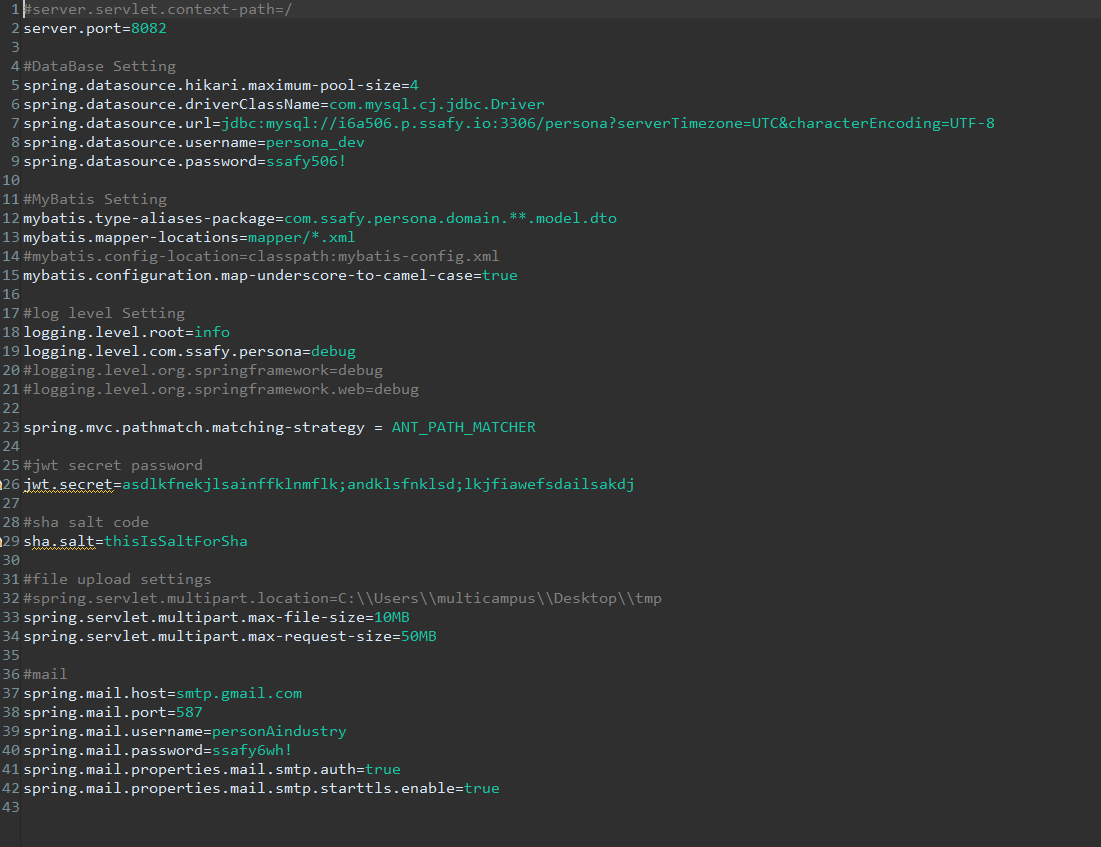 1 #server.servlet.context-path=/
2 server.port=8082
3
4 #DataBase Setting
5 spring.datasource.hikari.maximum-pool-size=4
6 spring.datasource.driverClassName=com.mysql.cj.jdbc.Driver
7 spring.datasource.url=jdbc:mysql://i6a506.p.ssafy.io:3306/persona?serverTimezone=UTC&characterEncoding=UTF-8
8 spring.datasource.username=persona_dev
9 spring.datasource.password=ssafy506!
10
11 #MyBatis Setting
12 mybatis.type-aliases-package=com.ssafy.persona.domain.**.model.dto
13 mybatis.mapper-locations=mapper/*.xml
14 #mybatis.config-location=classpath:mybatis-config.xml
15 mybatis.configuration.map-underscore-to-camel-case=true
16
17 #log level Setting
18 logging.level.root=info
19 logging.level.com.ssafy.persona=debug
20 #logging.level.org.springframework=debug
21 #logging.level.org.springframework.web=debug
22
23 spring.mvc.pathmatch.matching-strategy = ANT_PATH_MATCHER
24
25 #jwt secret password
26 jwt.secret=asdlkfnekjlsainffklnmflk;andklsfnklsd;lkjfiawefsdailsakdj
27
28 #sha salt code
29 sha.salt=thisIsSaltForSha
30
31 #file upload settings
32 #spring.servlet.multipart.location=C:\\Users\\multicampus\\Desktop\\tmp
33 spring.servlet.multipart.max-file-size=10MB
34 spring.servlet.multipart.max-request-size=50MB
35
36 #mail
37 spring.mail.host=smtp.gmail.com
38 spring.mail.port=587
39 spring.mail.username=personAindustry
40 spring.mail.password=ssafy6wh!
41 spring.mail.properties.mail.smtp.auth=true
42 spring.mail.properties.mail.smtp.starttls.enable=true
43